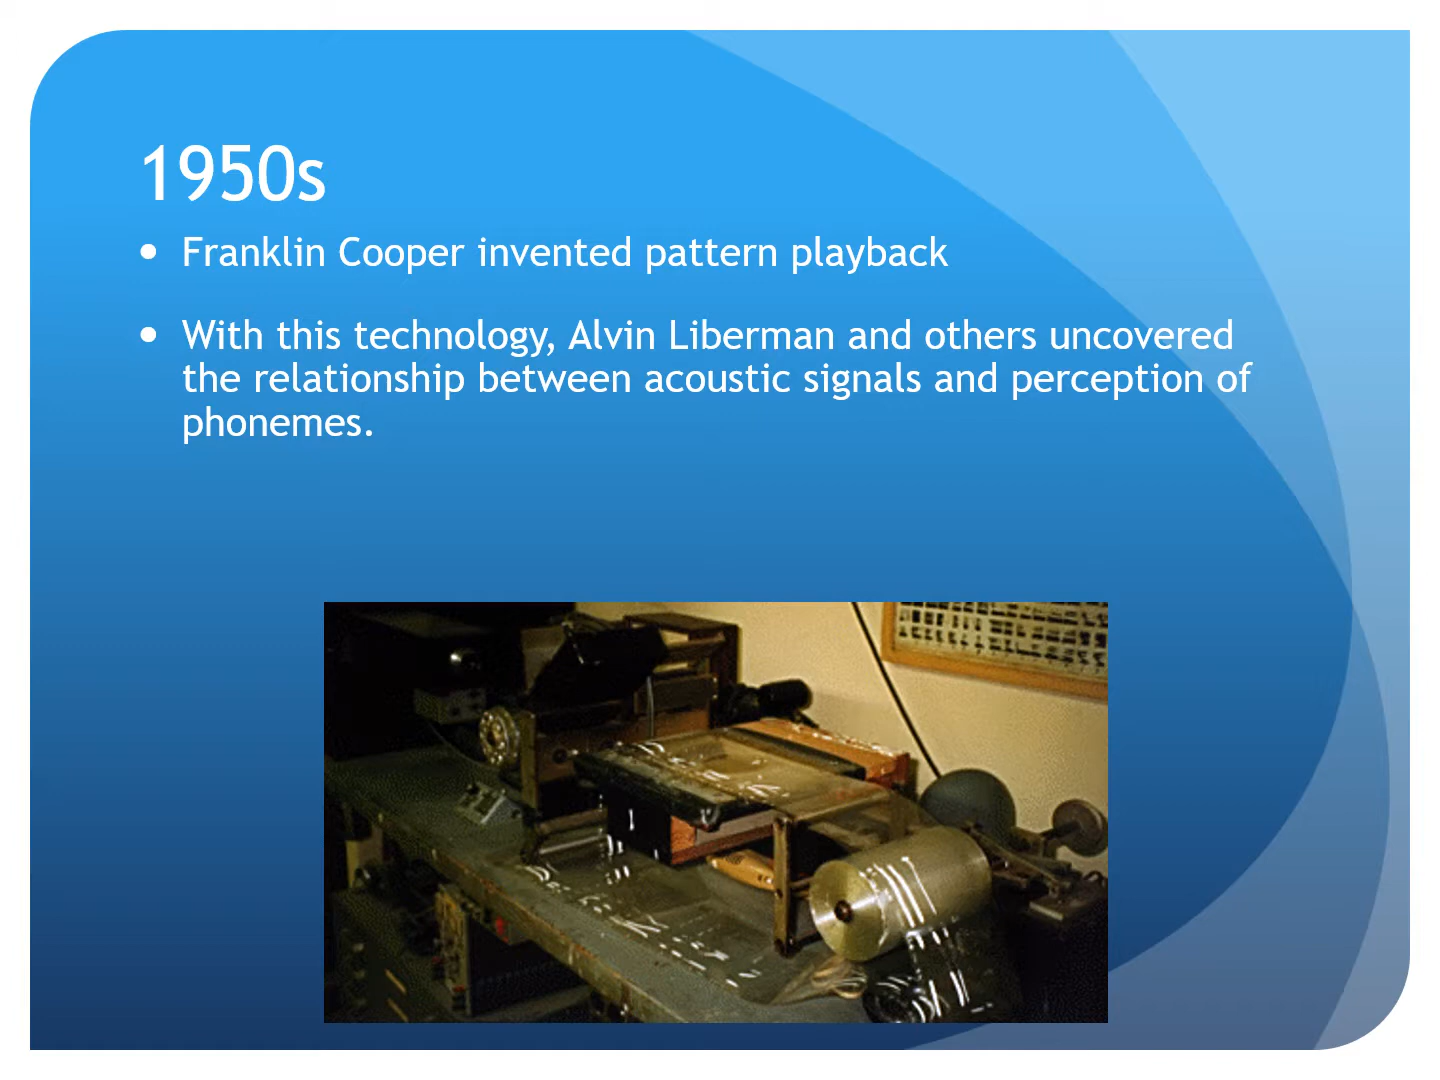 1950s
• Franklin Cooper invented pattern playback
• With this technology, Alvin Liberman and others uncovered
the relationship between acoustic signals and perception of
phonemes.